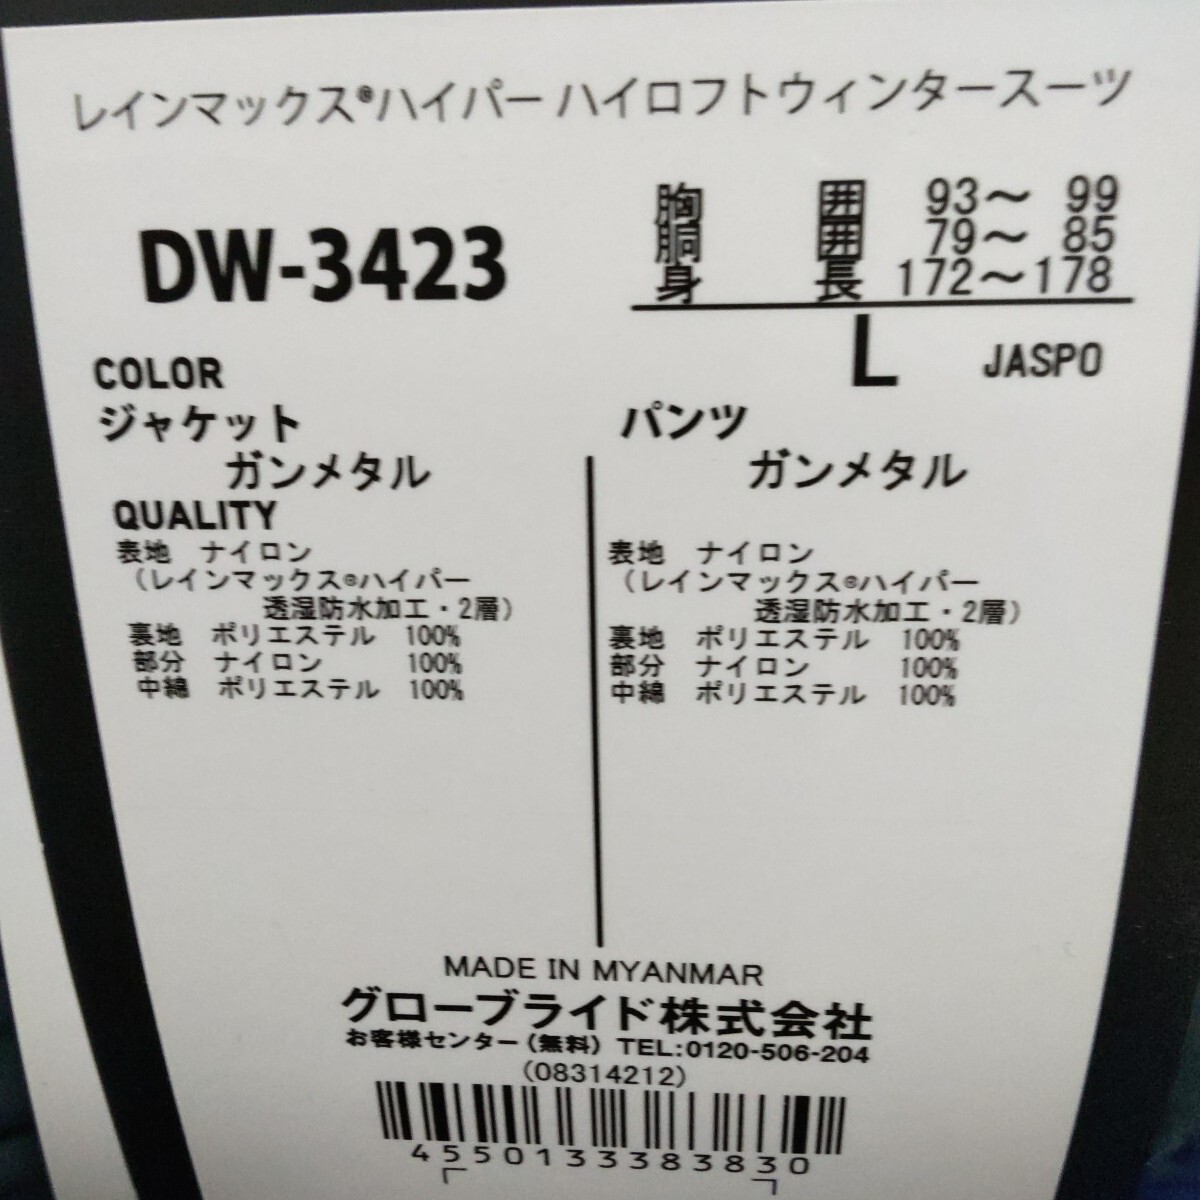 レインマックス®ハイパー ハイロフトウィンタースーツ
DW-3423
胸囲 93～ 99
胴囲 79～ 85
身長 172～178
L JASPO
COLOR
ジャケット
ガンメタル
パンツ
ガンメタル
QUALITY
表地 ナイロン
（レインマックス®ハイパー
透湿防水加工・2層）
裏地 ポリエステル 100%
部分 ナイロン 100%
中綿 ポリエステル 100%
表地 ナイロン
（レインマックス®ハイパー
透湿防水加工・2層）
裏地 ポリエステル 100%
部分 ナイロン 100%
中綿 ポリエステル 100%
MADE IN MYANMAR
グローブライド株式会社
お客様センター（無料）TEL:0120-506-204
(08314212)
4550133383830